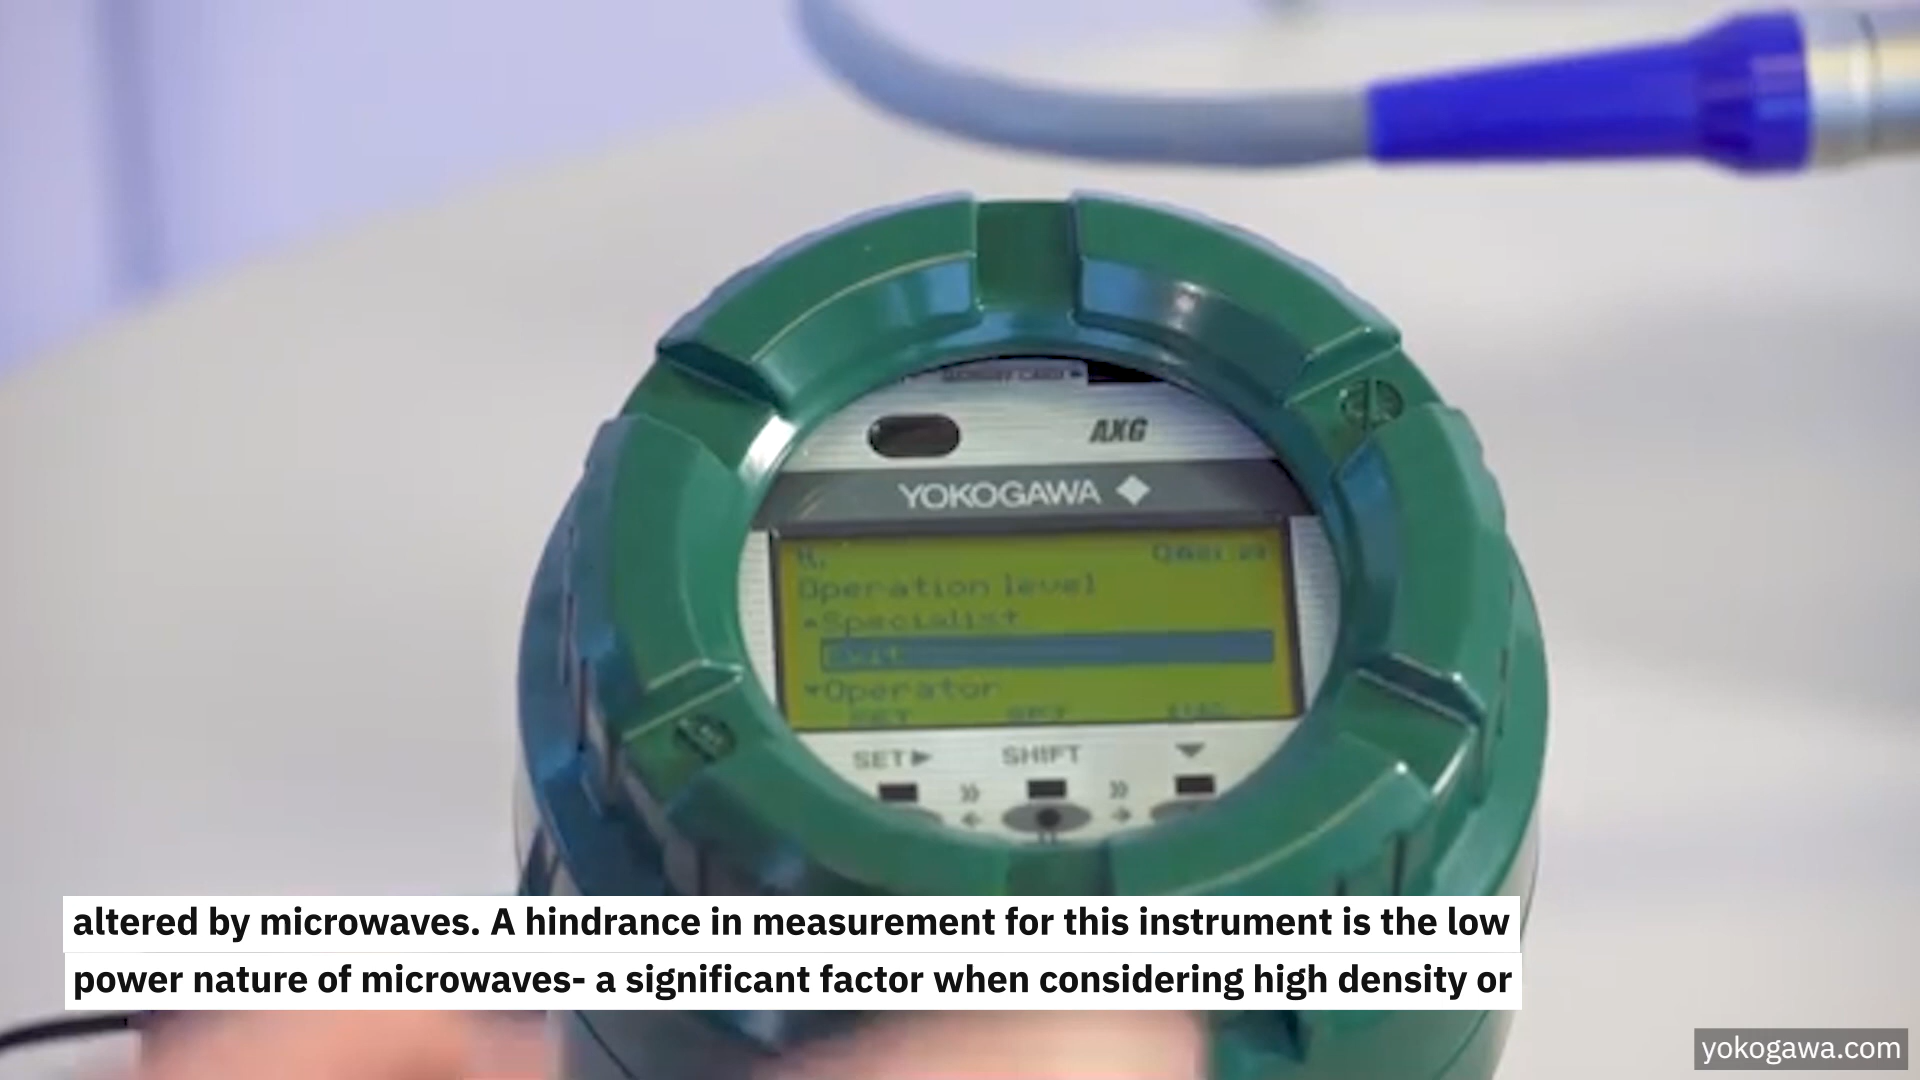 AXG
YOKOGAWA
Operation level
Specialist
Exit
Operator
SET
SHIFT
altered by microwaves. A hindrance in measurement for this instrument is the low
power nature of microwaves- a significant factor when considering high density or
yokogawa.com